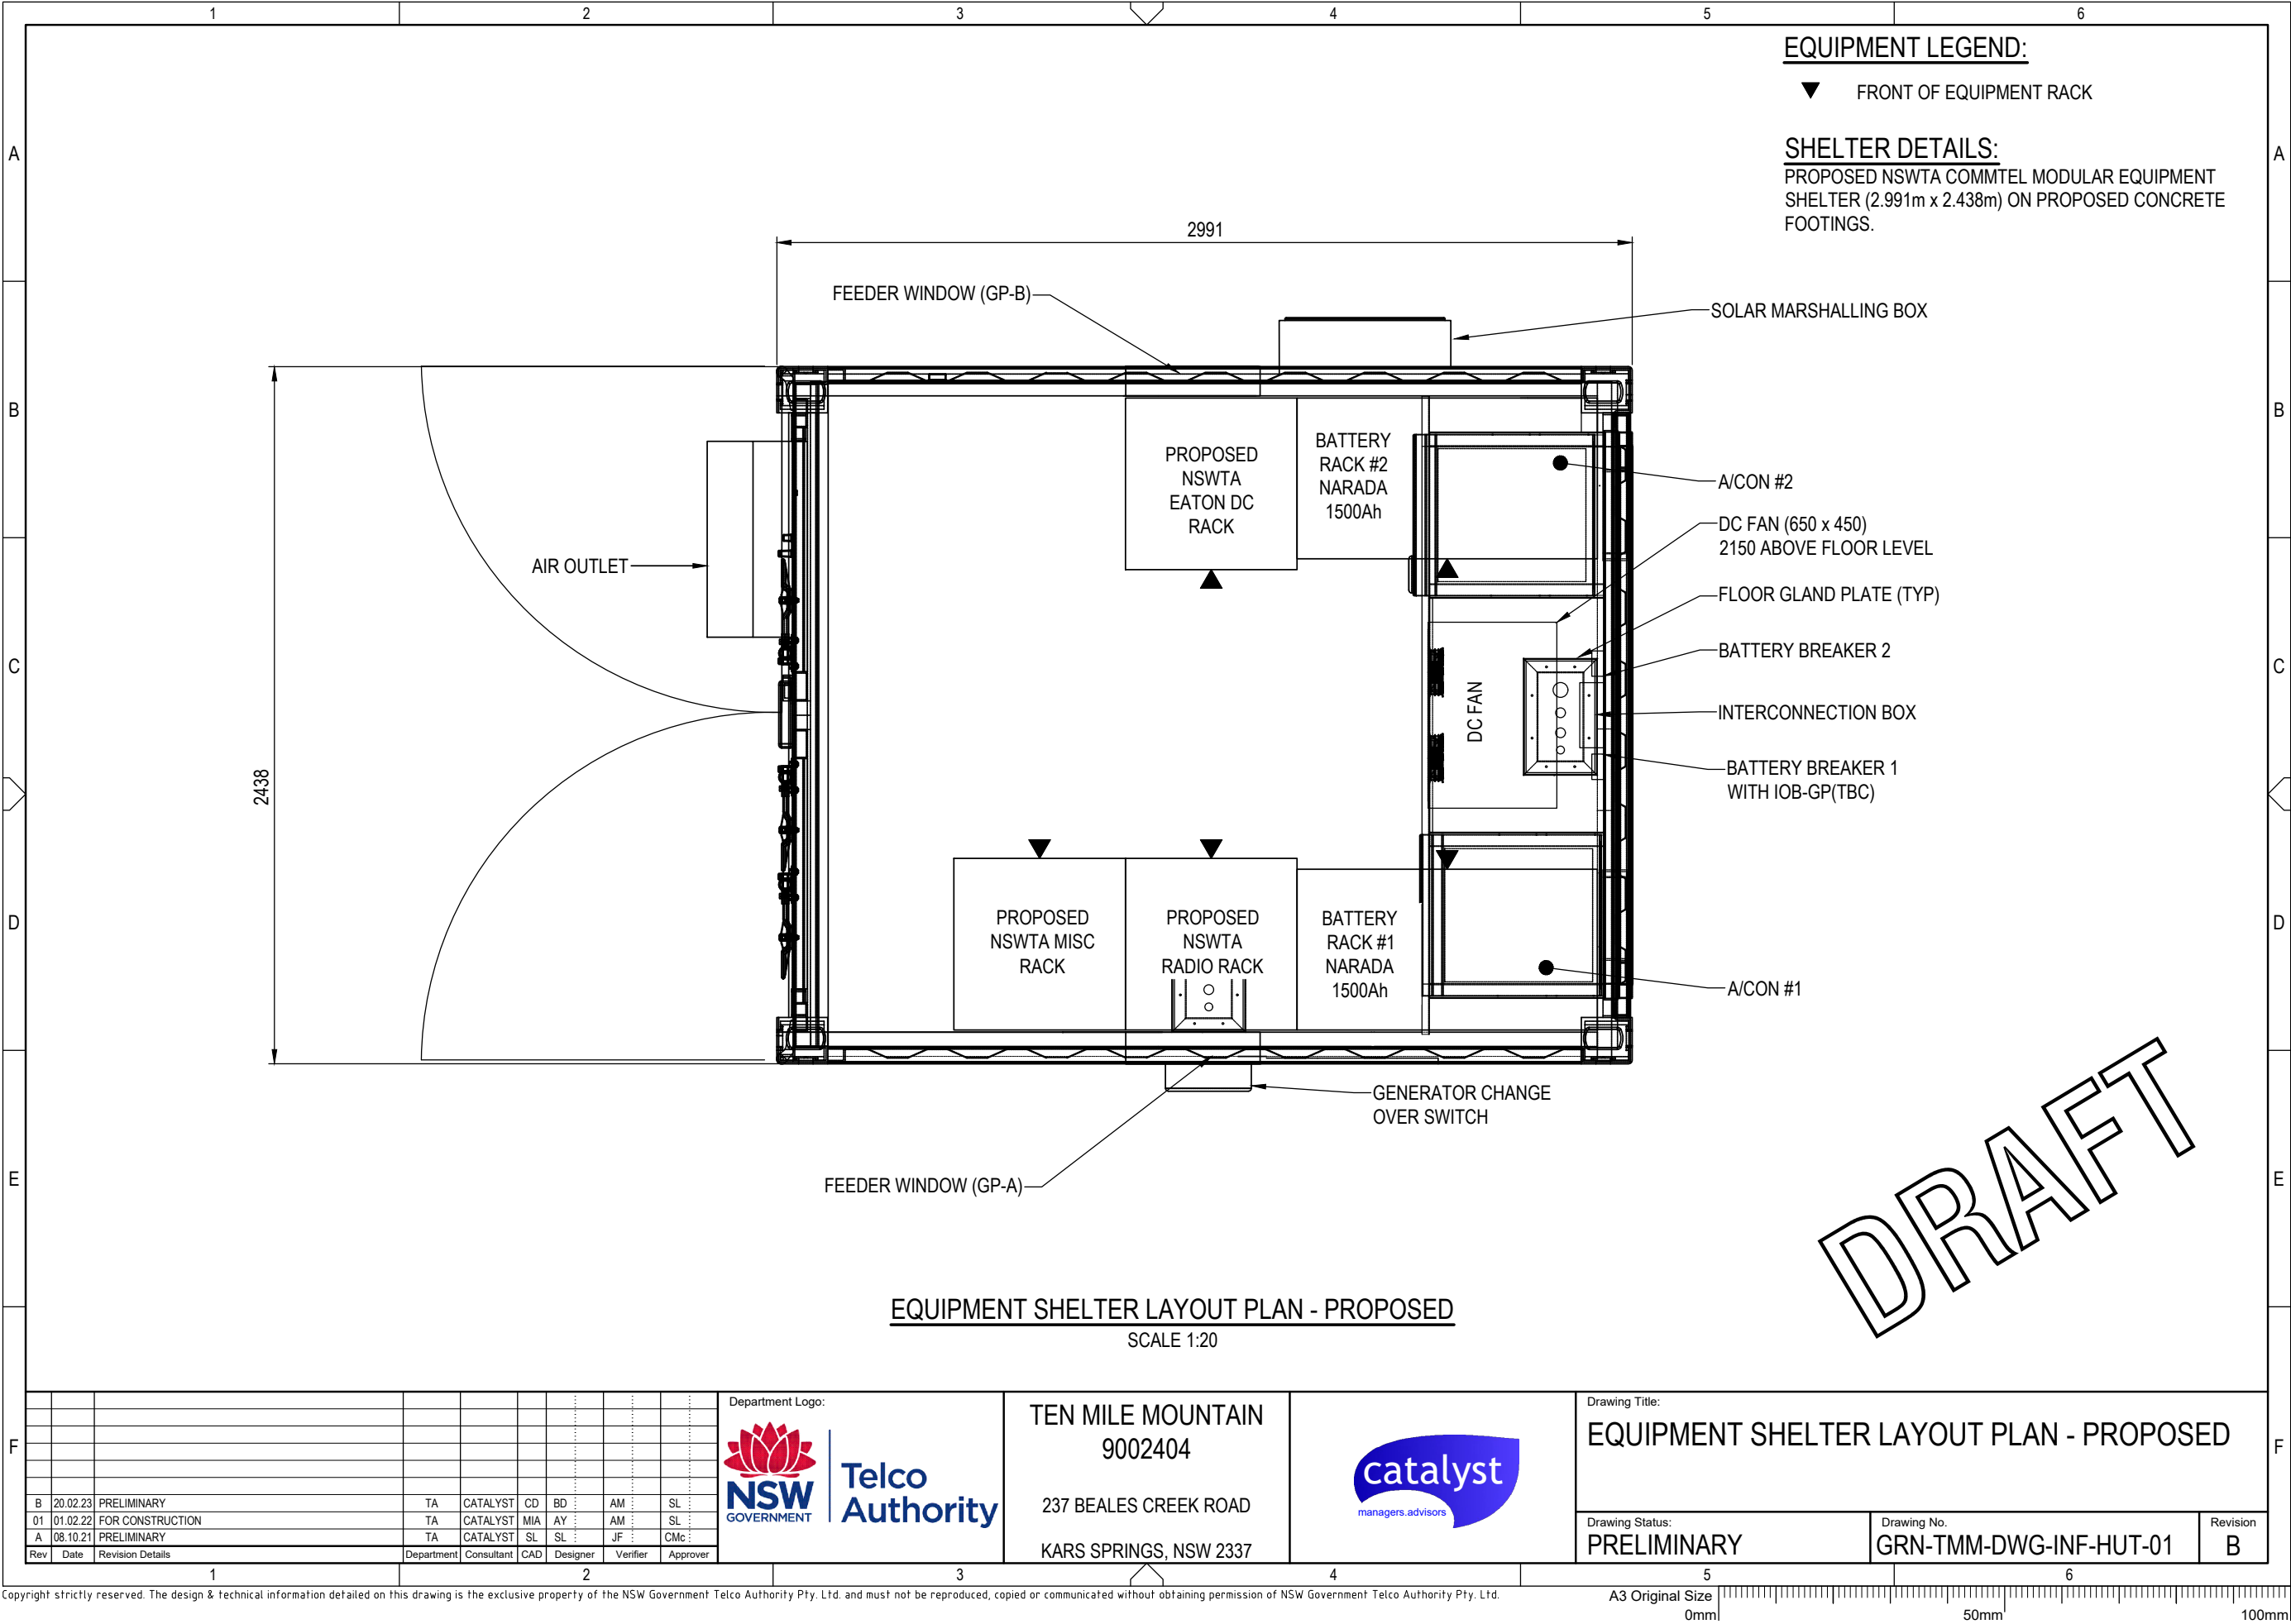 1 2 3 4 5 6
A
B
C
D
E
F
A
B
C
D
E
F
EQUIPMENT LEGEND:
FRONT OF EQUIPMENT RACK
SHELTER DETAILS:
PROPOSED NSWTA COMMTEL MODULAR EQUIPMENT
SHELTER (2.991m x 2.438m) ON PROPOSED CONCRETE
FOOTINGS.
2991
FEEDER WINDOW (GP-B)
SOLAR MARSHALLING BOX
PROPOSED
NSWTA
EATON DC
RACK
BATTERY
RACK #2
NARADA
1500Ah
A/CON #2
DC FAN (650 x 450)
2150 ABOVE FLOOR LEVEL
AIR OUTLET
FLOOR GLAND PLATE (TYP)
BATTERY BREAKER 2
DC FAN
INTERCONNECTION BOX
2438
BATTERY BREAKER 1
WITH IOB-GP(TBC)
PROPOSED
NSWTA MISC
RACK
PROPOSED
NSWTA
RADIO RACK
BATTERY
RACK #1
NARADA
1500Ah
A/CON #1
GENERATOR CHANGE
OVER SWITCH
FEEDER WINDOW (GP-A)
DRAFT
EQUIPMENT SHELTER LAYOUT PLAN - PROPOSED
SCALE 1:20
B 20.02.23 PRELIMINARY TA CATALYST CD BD AM SL
01 01.02.22 FOR CONSTRUCTION TA CATALYST MIA AY AM SL
A 08.10.21 PRELIMINARY TA CATALYST SL SL JF CMc
Rev Date Revision Details Department Consultant CAD Designer Verifier Approver
Department Logo:
NSW
GOVERNMENT
Telco
Authority
TEN MILE MOUNTAIN
9002404
237 BEALES CREEK ROAD
KARS SPRINGS, NSW 2337
catalyst
managers.advisors
Drawing Title:
EQUIPMENT SHELTER LAYOUT PLAN - PROPOSED
Drawing Status:
PRELIMINARY
Drawing No.
GRN-TMM-DWG-INF-HUT-01
Revision
B
1 2 3 4 5 6
Copyright strictly reserved. The design & technical information detailed on this drawing is the exclusive property of the NSW Government Telco Authority Pty. Ltd. and must not be reproduced, copied or communicated without obtaining permission of NSW Government Telco Authority Pty. Ltd.
A3 Original Size
0mm 50mm 100mm